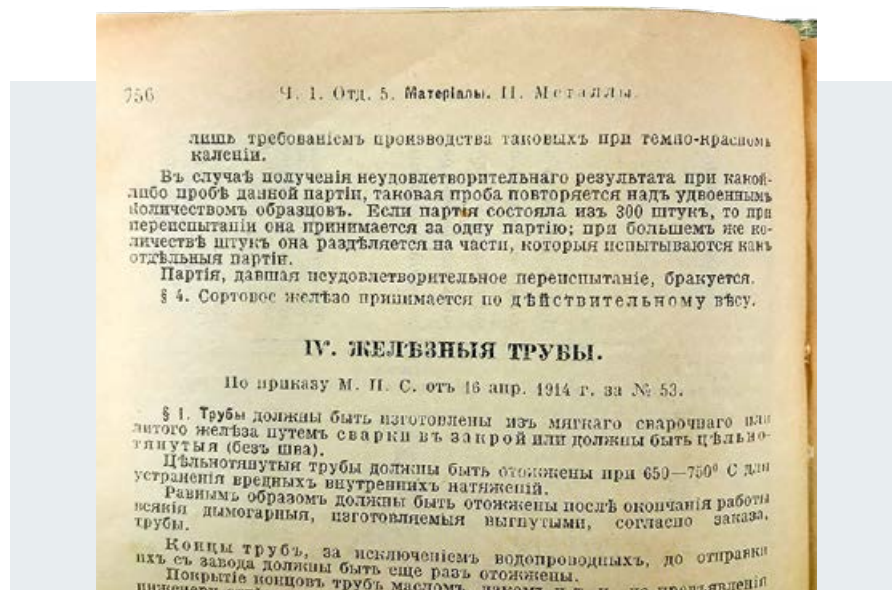 756 Ч. 1. Отд. 5. Матеріалы. II. Металлы.
лишь требованіемъ производства таковыхъ при темно-красномъ
каленіи.
Въ случаѣ полученія неудовлетворительнаго результата при какой-
либо пробѣ данной партіи, таковая проба повторяется надъ удвоеннымъ
количествомъ образцовъ. Если партія состояла изъ 300 штукъ, то при
переиспытаніи она принимается за одну партію; при большемъ же ко-
личествѣ штукъ она раздѣляется на части, которыя испытываются какъ
отдѣльныя партіи.
Партія, давшая неудовлетворительное переиспытаніе, бракуется.
§ 4. Сортовое желѣзо принимается по дѣйствительному вѣсу.
IV. ЖЕЛѢЗНЫЯ ТРУБЫ.
По приказу М. П. С. отъ 16 апр. 1914 г. за № 53.
§ 1. Трубы должны быть изготовлены изъ мягкаго сварочнаго или
литого желѣза путемъ сварки въ закрой или должны быть цѣльно-
тянутыя (безъ шва).
Цѣльнотянутыя трубы должны быть отожжены при 650—750° С для
устраненія вредныхъ внутреннихъ натяженій.
Равнымъ образомъ должны быть отожжены послѣ окончанія работы
всякія дымогарныя, изготовляемыя выгнутыми, согласно заказа,
трубы.
Концы трубъ, за исключеніемъ водопроводныхъ, до отправки
ихъ съ завода должны быть еще разъ отожжены.
Покрытіе концовъ трубъ масломъ, лакомъ